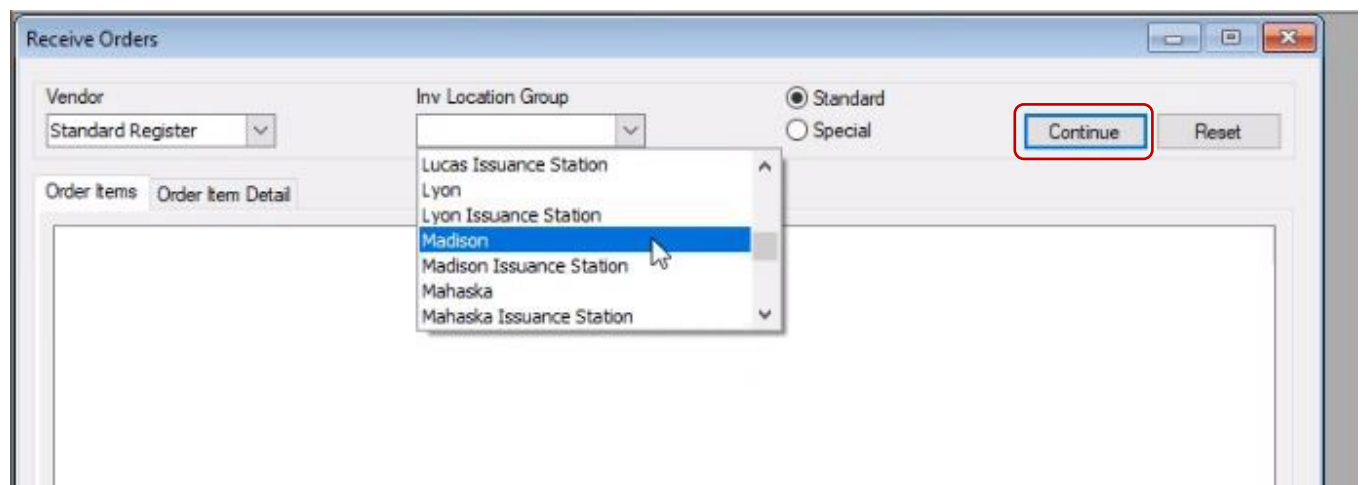 Receive Orders
Vendor Inv Location Group Standard
Standard Register Special Continue Reset
Lucas Issuance Station
Order Items Order Item Detail Lyon
Lyon Issuance Station
Madison
Madison Issuance Station
Mahaska
Mahaska Issuance Station